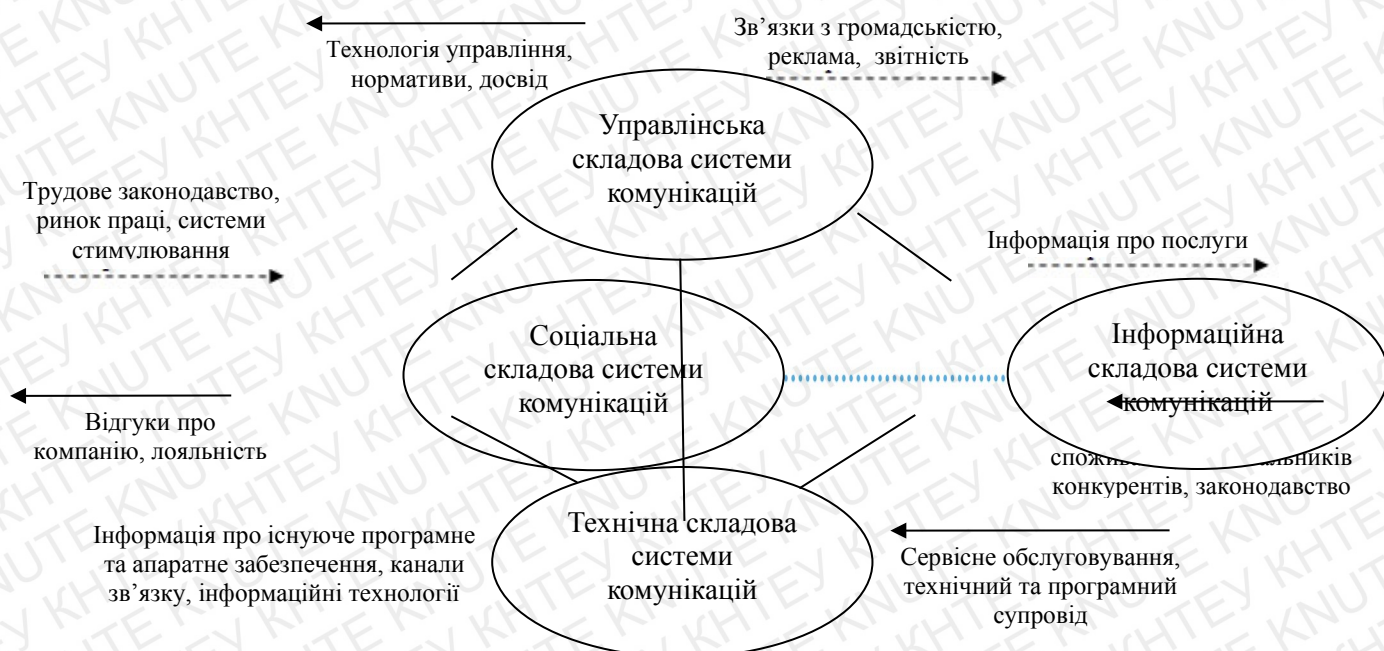 Технологія управління,
нормативи, досвід
Зв’язки з громадськістю,
реклама, звітність
Управлінська
складова системи
комунікацій
Трудове законодавство,
ринок праці, системи
стимулювання
Інформація про послуги
Соціальна
складова системи
комунікацій
Інформаційна
складова системи
комунікацій
Відгуки про
компанію, лояльність
конкурентів, законодавство
Технічна складова
системи
комунікацій
Інформація про існуюче програмне
та апаратне забезпечення, канали
зв’язку, інформаційні технології
Сервісне обслуговування,
технічний та програмний
супровід
KHTEУ KNUTE